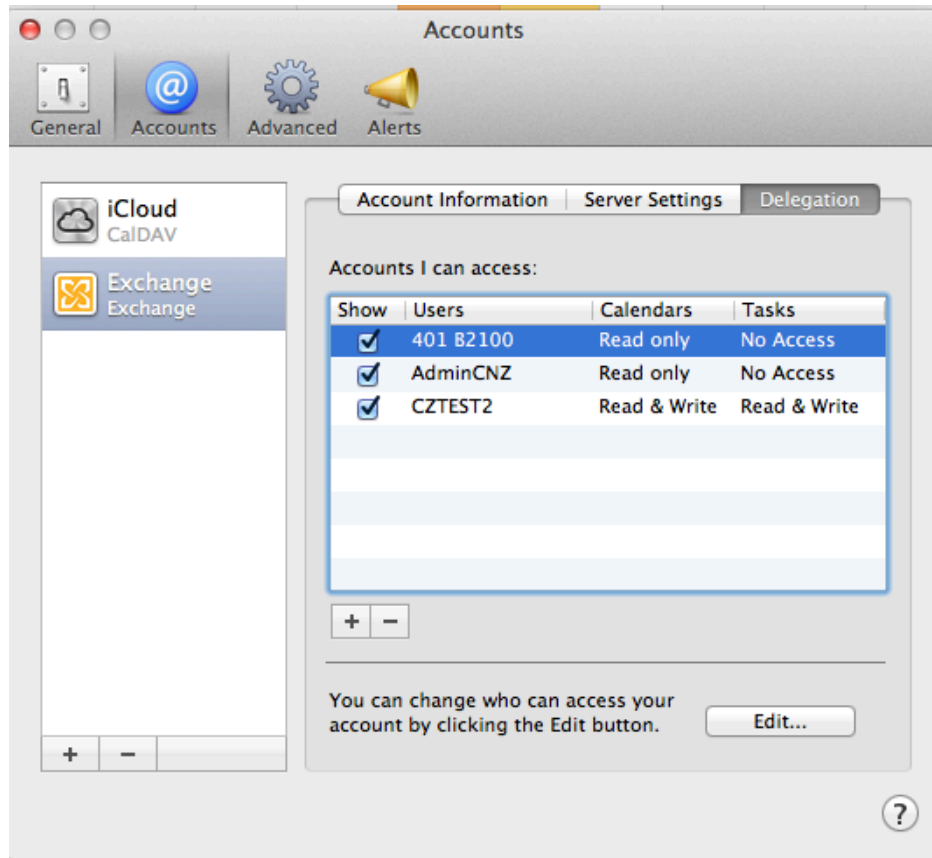 Accounts
General Accounts Advanced Alerts
iCloud
CalDAV
Exchange
Exchange
Account Information Server Settings Delegation
Accounts I can access:
Show Users Calendars Tasks
401 B2100 Read only No Access
AdminCNZ Read only No Access
CZTEST2 Read & Write Read & Write
+ −
You can change who can access your
account by clicking the Edit button.
Edit...
+ −
?